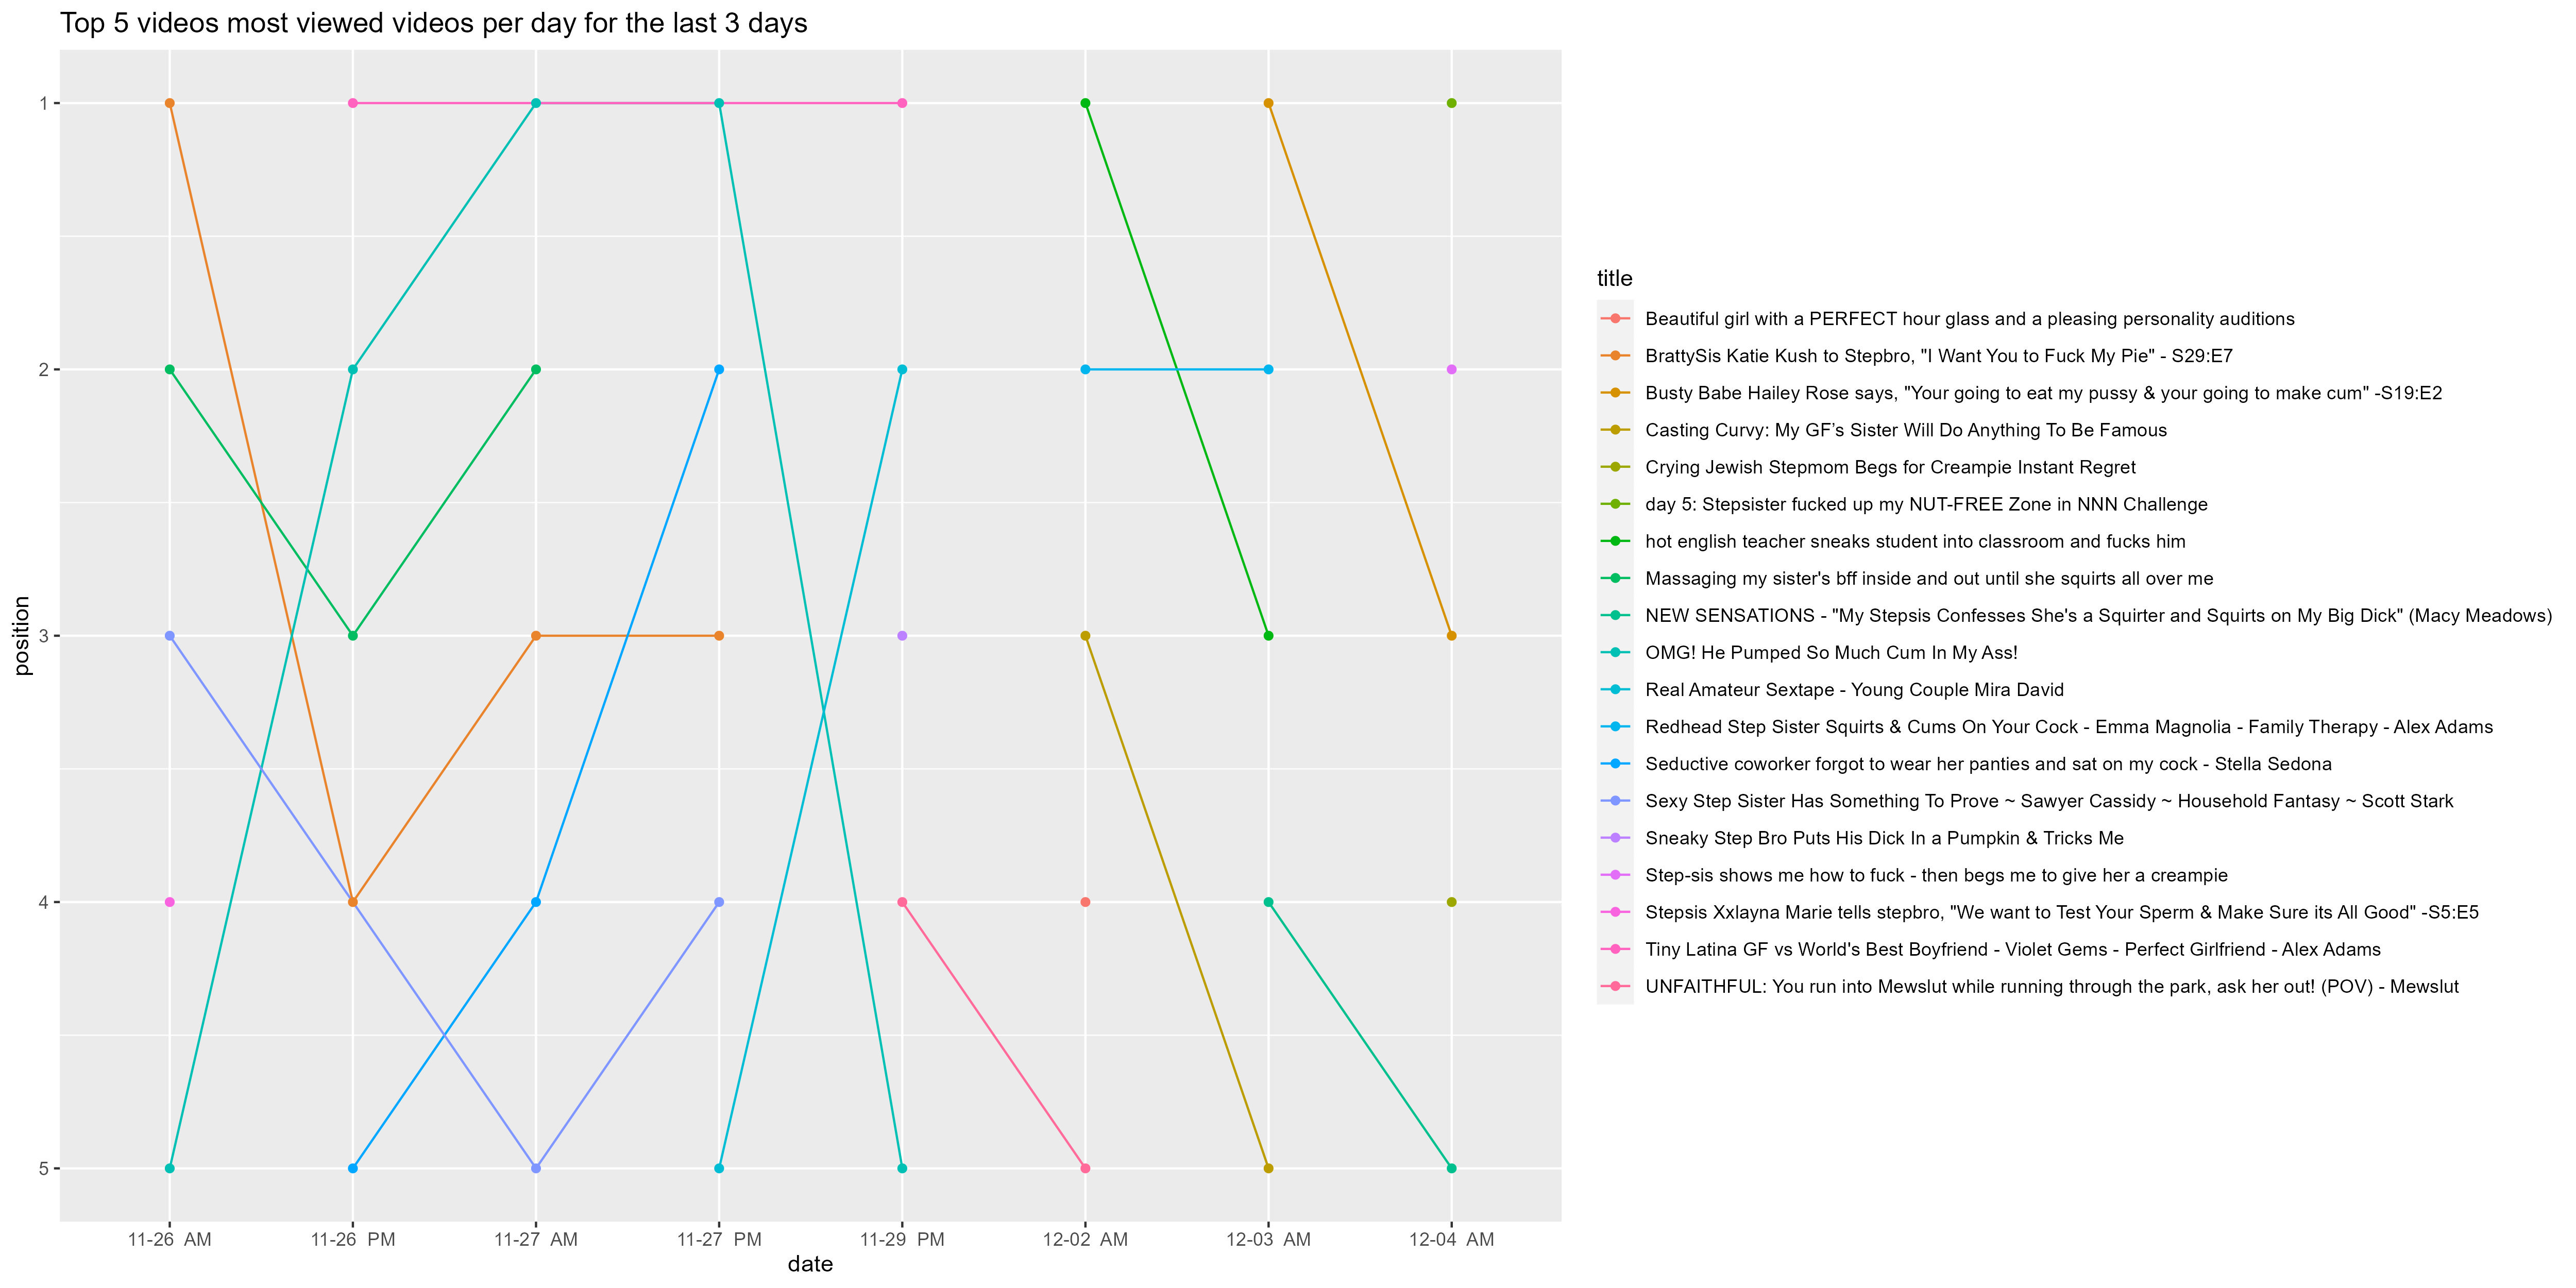 Top 5 videos most viewed videos per day for the last 3 days
position
1
2
3
4
5
11-26 AM
11-26 PM
11-27 AM
11-27 PM
11-29 PM
12-02 AM
12-03 AM
12-04 AM
date
title
Beautiful girl with a PERFECT hour glass and a pleasing personality auditions
BrattySis Katie Kush to Stepbro, "I Want You to Fuck My Pie" - S29:E7
Busty Babe Hailey Rose says, "Your going to eat my pussy & your going to make cum" -S19:E2
Casting Curvy: My GF’s Sister Will Do Anything To Be Famous
Crying Jewish Stepmom Begs for Creampie Instant Regret
day 5: Stepsister fucked up my NUT-FREE Zone in NNN Challenge
hot english teacher sneaks student into classroom and fucks him
Massaging my sister's bff inside and out until she squirts all over me
NEW SENSATIONS - "My Stepsis Confesses She's a Squirter and Squirts on My Big Dick" (Macy Meadows)
OMG! He Pumped So Much Cum In My Ass!
Real Amateur Sextape - Young Couple Mira David
Redhead Step Sister Squirts & Cums On Your Cock - Emma Magnolia - Family Therapy - Alex Adams
Seductive coworker forgot to wear her panties and sat on my cock - Stella Sedona
Sexy Step Sister Has Something To Prove ~ Sawyer Cassidy ~ Household Fantasy ~ Scott Stark
Sneaky Step Bro Puts His Dick In a Pumpkin & Tricks Me
Step-sis shows me how to fuck - then begs me to give her a creampie
Stepsis Xxlayna Marie tells stepbro, "We want to Test Your Sperm & Make Sure its All Good" -S5:E5
Tiny Latina GF vs World's Best Boyfriend - Violet Gems - Perfect Girlfriend - Alex Adams
UNFAITHFUL: You run into Mewslut while running through the park, ask her out! (POV) - Mewslut